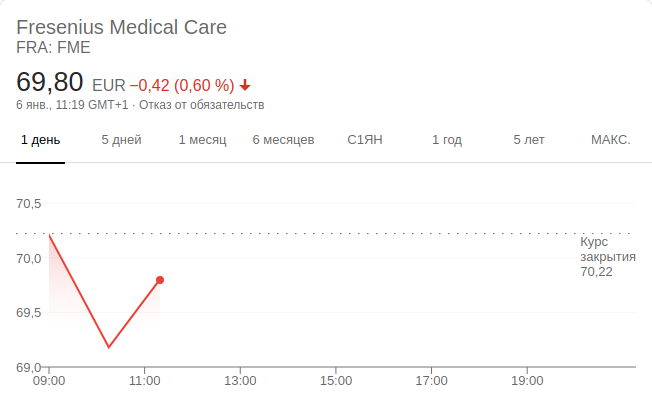 Fresenius Medical Care
FRA: FME
69,80 EUR −0,42 (0,60 %)
6 янв., 11:19 GMT+1 · Отказ от обязательств
1 день 5 дней 1 месяц 6 месяцев С1ЯН 1 год 5 лет МАКС.
70,5
Курс
закрытия
70,22
70,0
69,5
69,0
09:00 11:00 13:00 15:00 17:00 19:00